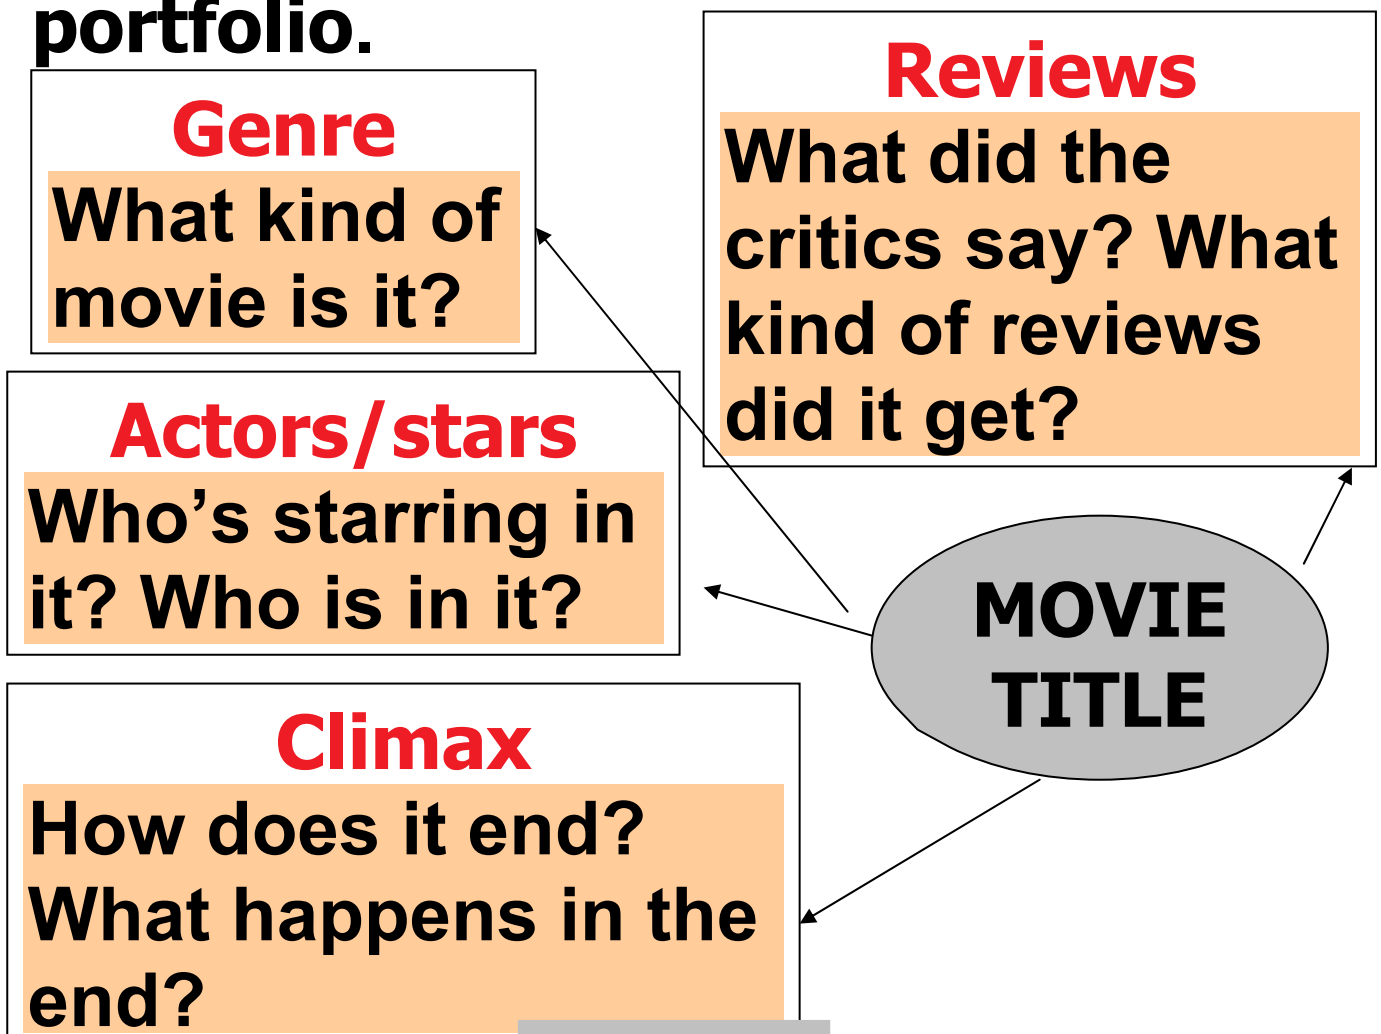 portfolio.
Genre
What kind of
movie is it?
Reviews
What did the
critics say? What
kind of reviews
did it get?
Actors/stars
Who’s starring in
it? Who is in it?
MOVIE
TITLE
Climax
How does it end?
What happens in the
end?